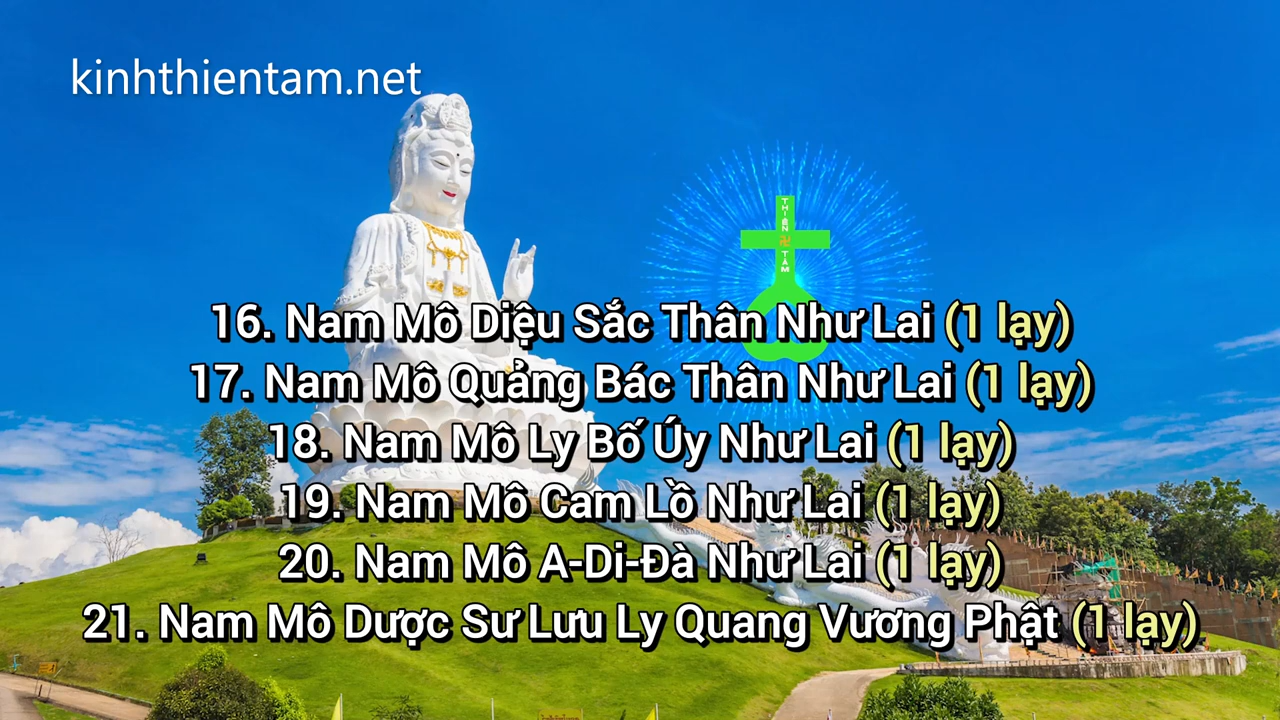 kinhthientam.net
THIÊN
TÂM
16. Nam Mô Diệu Sắc Thân Như Lai (1 lạy)
17. Nam Mô Quảng Bác Thân Như Lai (1 lạy)
18. Nam Mô Ly Bố Úy Như Lai (1 lạy)
19. Nam Mô Cam Lồ Như Lai (1 lạy)
20. Nam Mô A-Di-Đà Như Lai (1 lạy)
21. Nam Mô Dược Sư Lưu Ly Quang Vương Phật (1 lạy)